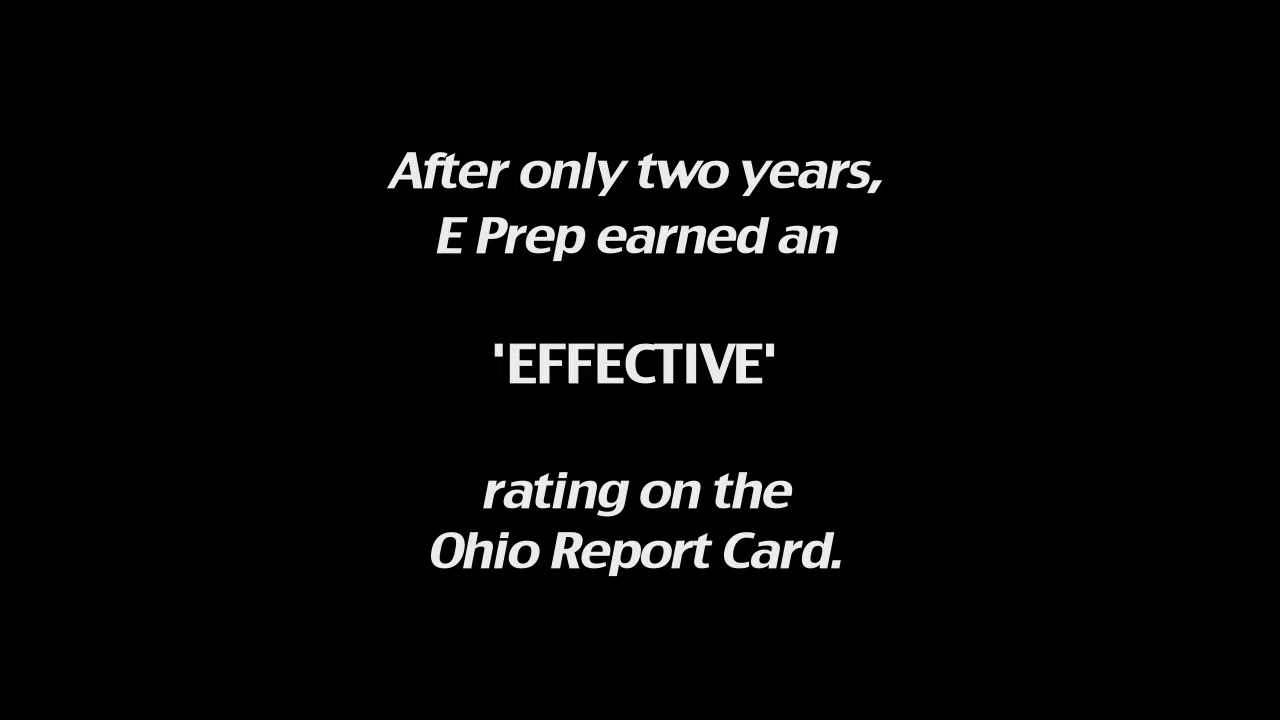 After only two years,
E Prep earned an
'EFFECTIVE'
rating on the
Ohio Report Card.